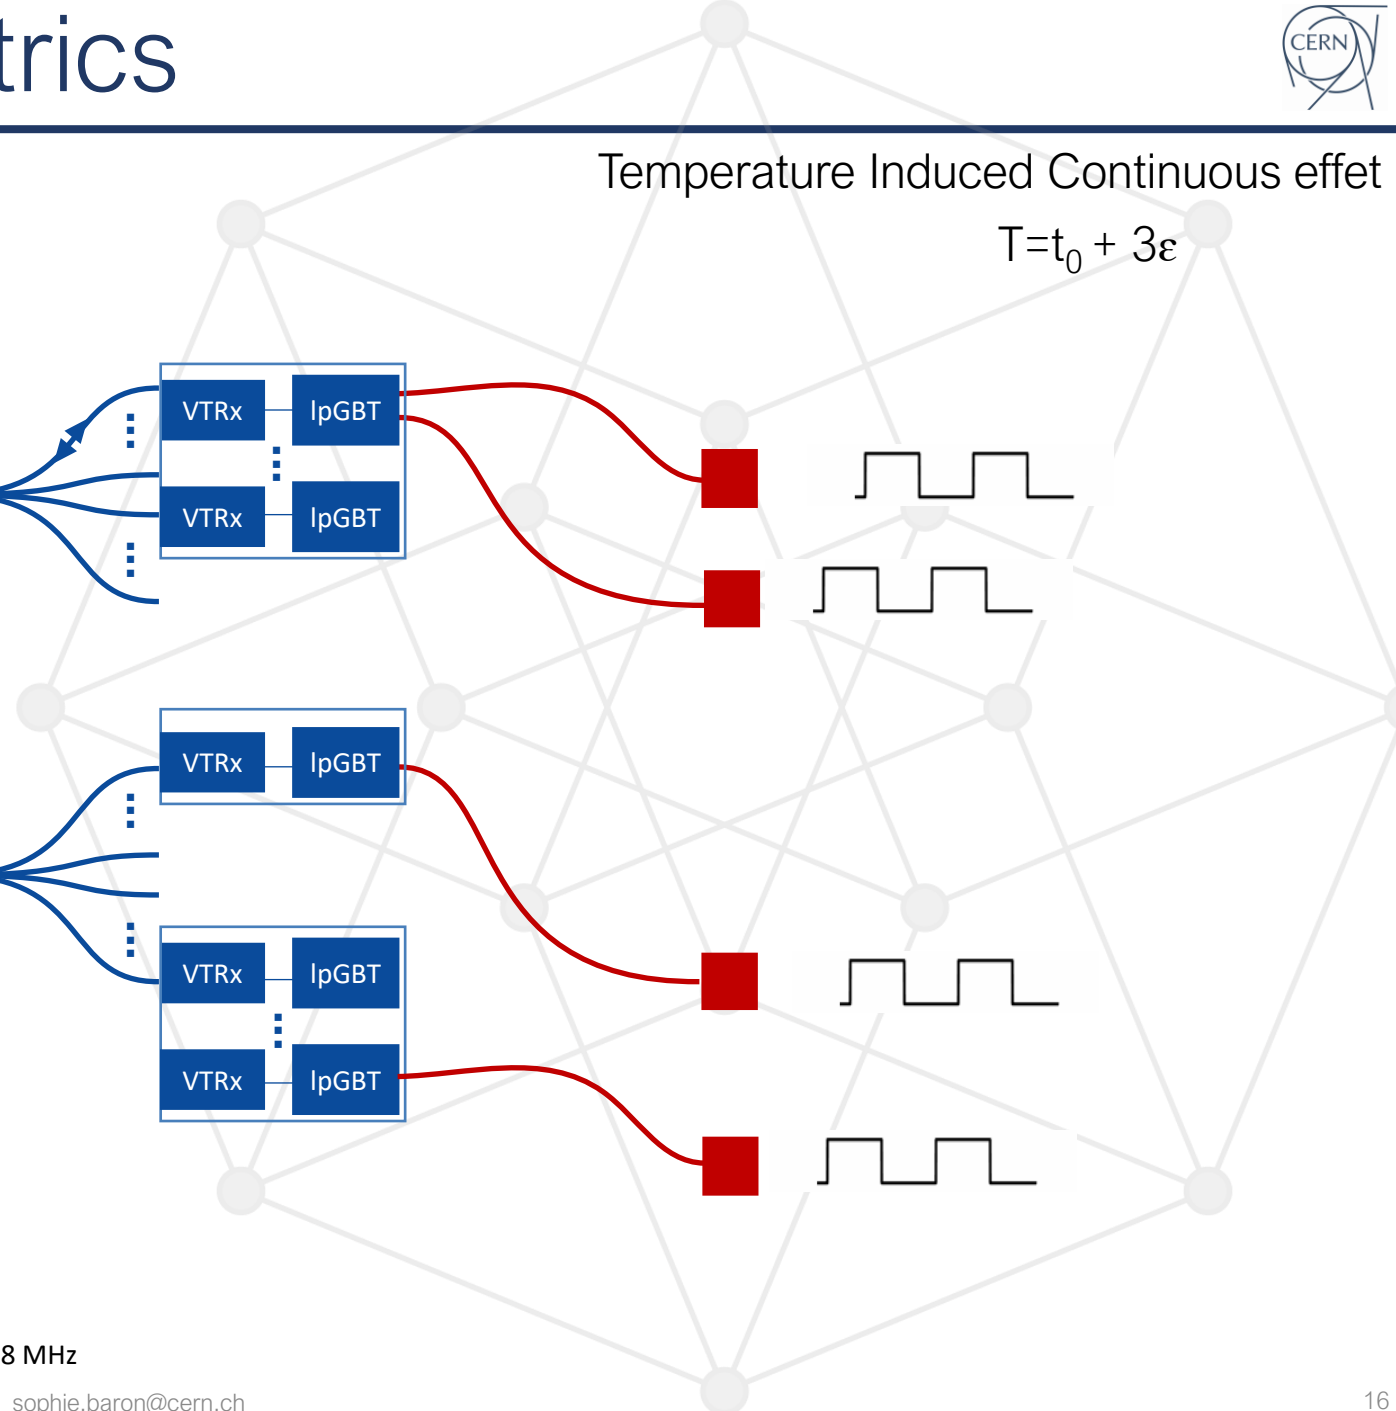 trics
CERN
Temperature Induced Continuous effet
T=t₀ + 3ε
VTRx lpGBT
VTRx lpGBT
VTRx lpGBT
VTRx lpGBT
VTRx lpGBT
8 MHz
sophie.baron@cern.ch
16